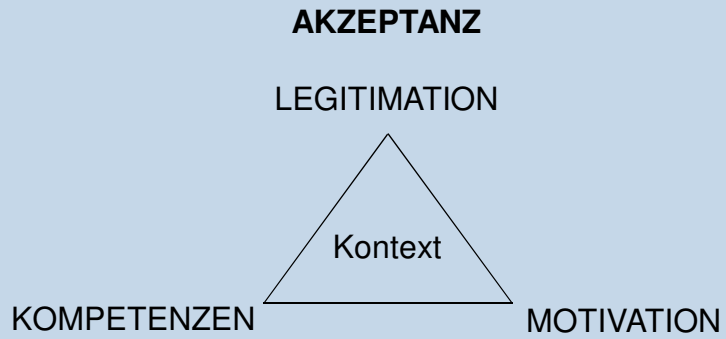 AKZEPTANZ
LEGITIMATION
Kontext
KOMPETENZEN
MOTIVATION